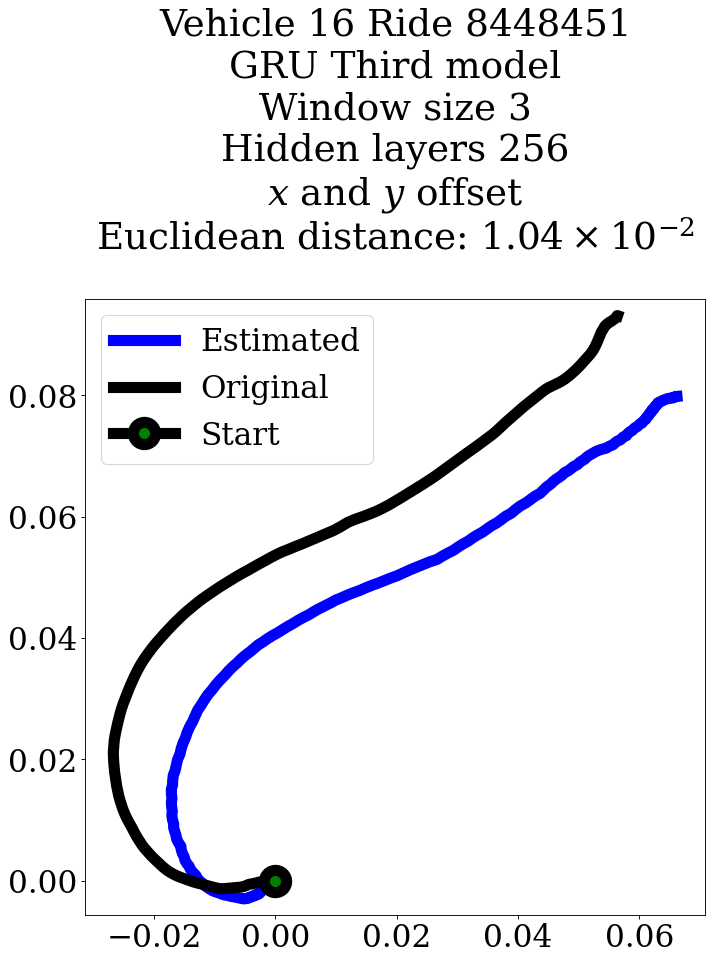 Vehicle 16 Ride 8448451
GRU Third model
Window size 3
Hidden layers 256
x and y offset
Euclidean distance: 1.04 × 10⁻²
Estimated
Original
Start
0.08
0.06
0.04
0.02
0.00
−0.02 0.00 0.02 0.04 0.06